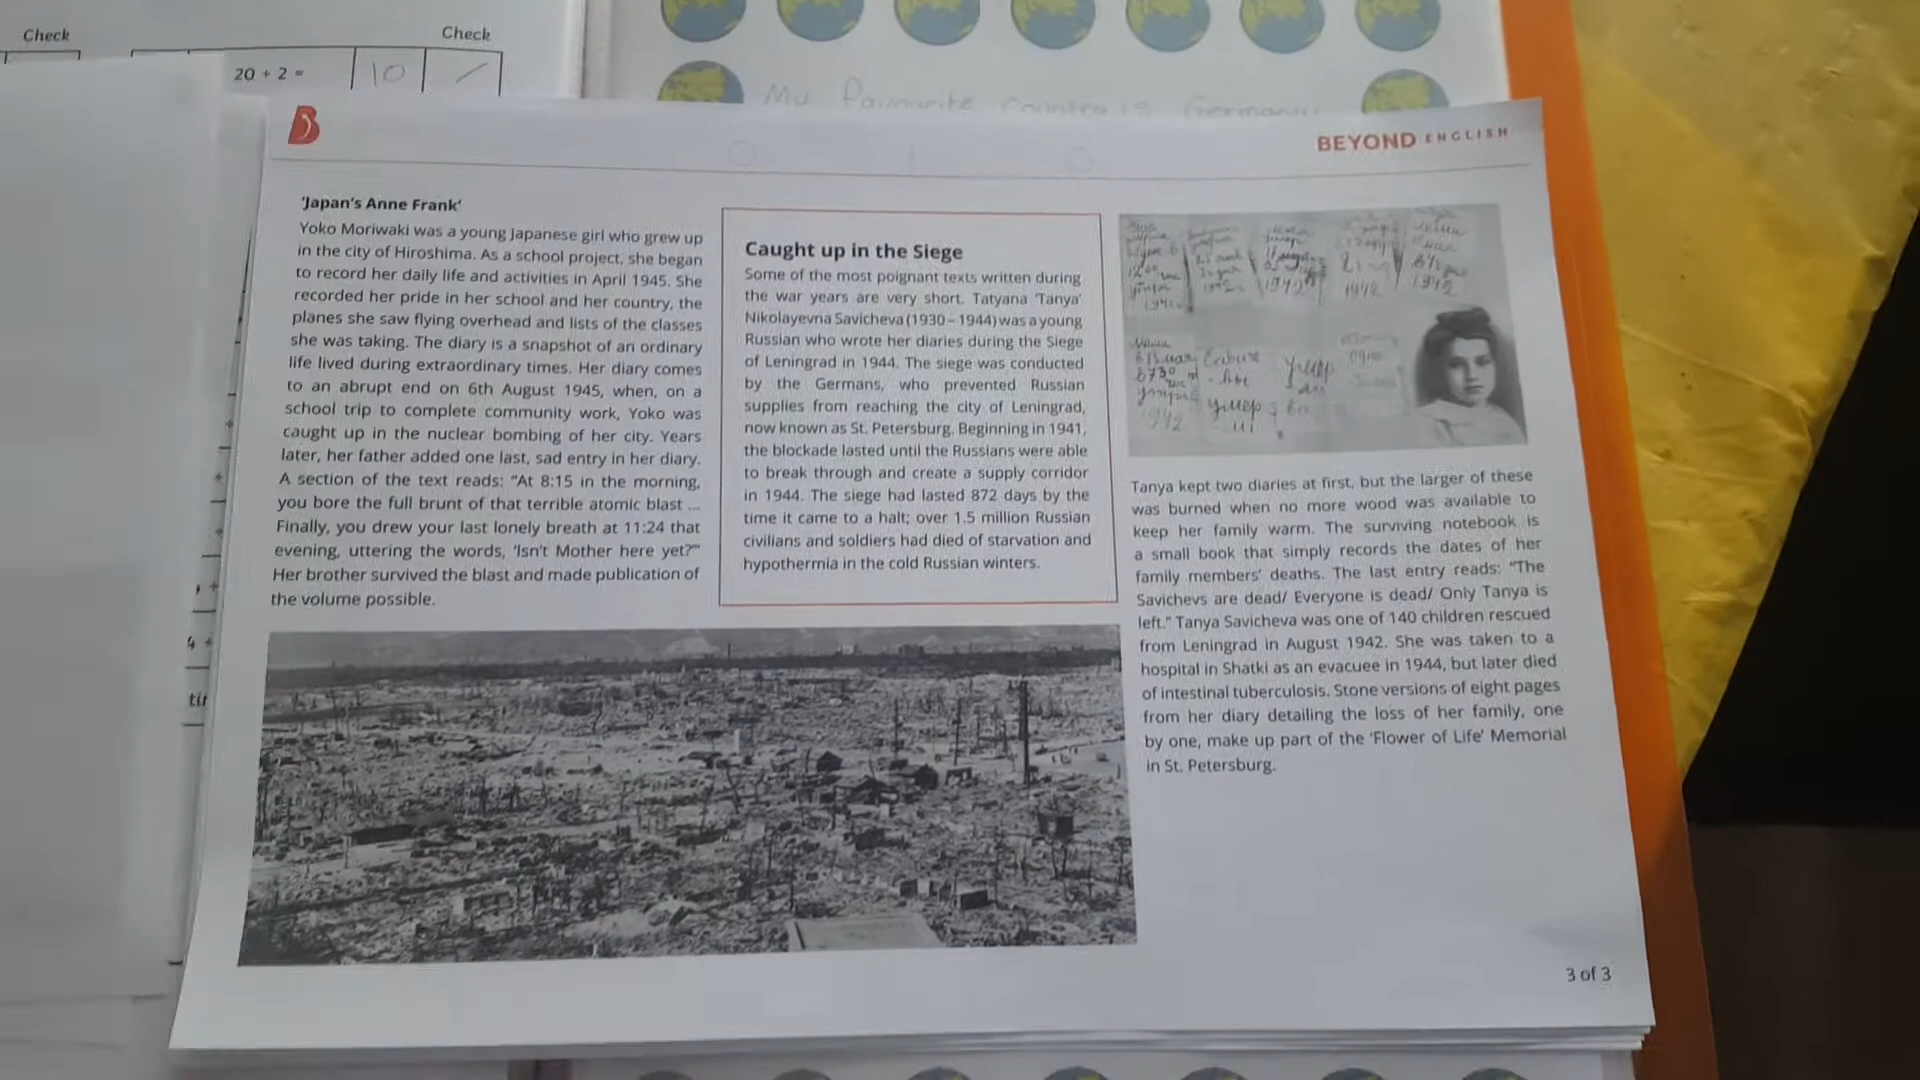 Check
Check
20 ÷ 2 =
10
My favourite country is Germany
BEYOND ENGLISH
'Japan's Anne Frank'
Yoko Moriwaki was a young Japanese girl who grew up
in the city of Hiroshima. As a school project, she began
to record her daily life and activities in April 1945. She
recorded her pride in her school and her country, the
planes she saw flying overhead and lists of the classes
she was taking. The diary is a snapshot of an ordinary
life lived during extraordinary times. Her diary comes
to an abrupt end on 6th August 1945, when, on a
school trip to complete community work, Yoko was
caught up in the nuclear bombing of her city. Years
later, her father added one last, sad entry in her diary.
A section of the text reads: "At 8:15 in the morning,
you bore the full brunt of that terrible atomic blast ...
Finally, you drew your last lonely breath at 11:24 that
evening, uttering the words, 'Isn't Mother here yet?'"
Her brother survived the blast and made publication of
the volume possible.
Caught up in the Siege
Some of the most poignant texts written during
the war years are very short. Tatyana 'Tanya'
Nikolayevna Savicheva (1930 – 1944) was a young
Russian who wrote her diaries during the Siege
of Leningrad in 1944. The siege was conducted
by the Germans, who prevented Russian
supplies from reaching the city of Leningrad,
now known as St. Petersburg. Beginning in 1941,
the blockade lasted until the Russians were able
to break through and create a supply corridor
in 1944. The siege had lasted 872 days by the
time it came to a halt; over 1.5 million Russian
civilians and soldiers had died of starvation and
hypothermia in the cold Russian winters.
1942
1942
1942
Умер
умер
Tanya kept two diaries at first, but the larger of these
was burned when no more wood was available to
keep her family warm. The surviving notebook is
a small book that simply records the dates of her
family members' deaths. The last entry reads: "The
Savichevs are dead/ Everyone is dead/ Only Tanya is
left." Tanya Savicheva was one of 140 children rescued
from Leningrad in August 1942. She was taken to a
hospital in Shatki as an evacuee in 1944, but later died
of intestinal tuberculosis. Stone versions of eight pages
from her diary detailing the loss of her family, one
by one, make up part of the 'Flower of Life' Memorial
in St. Petersburg.
3 of 3